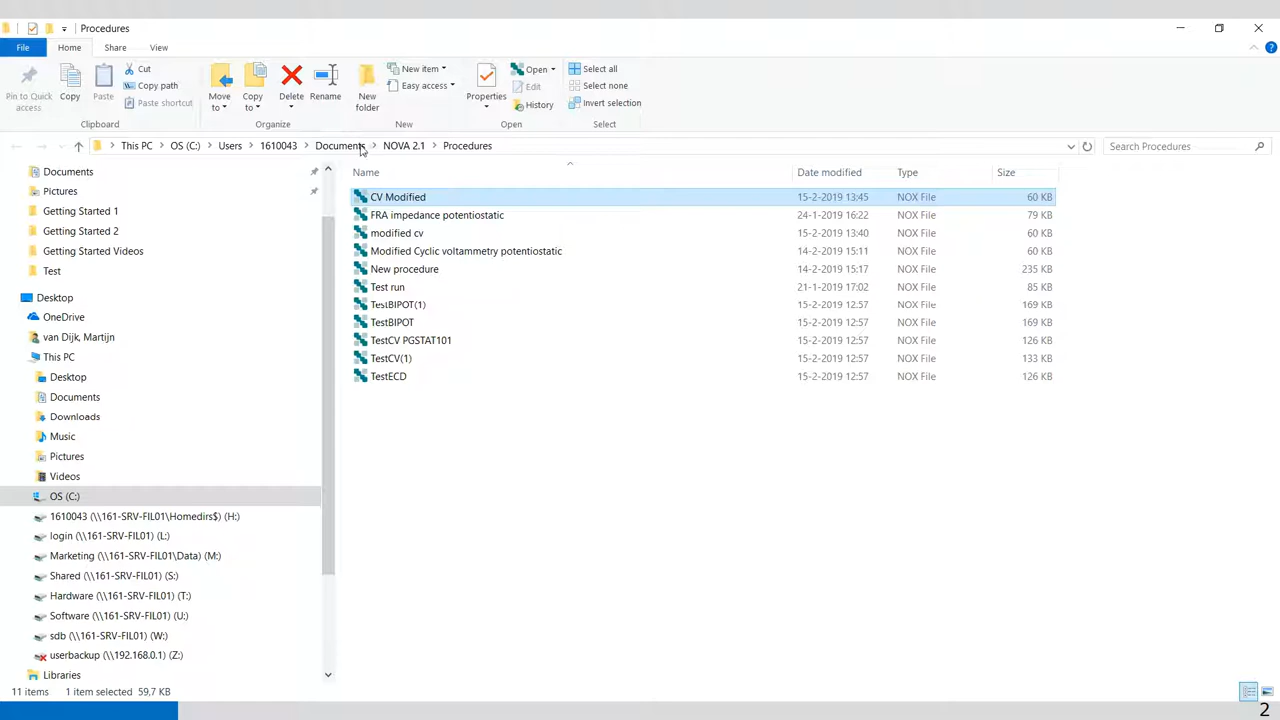 Procedures
File Home Share View
Pin to Quick access
Copy
Paste
Cut
Copy path
Paste shortcut
Clipboard
Move to
Copy to
Delete
Rename
Organize
New folder
New item
Easy access
New
Properties
Open
Edit
History
Open
Select all
Select none
Invert selection
Select
This PC > OS (C:) > Users > 1610043 > Documents > NOVA 2.1 > Procedures
Search Procedures
Documents
Pictures
Getting Started 1
Getting Started 2
Getting Started Videos
Test
Desktop
OneDrive
van Dijk, Martijn
This PC
Desktop
Documents
Downloads
Music
Pictures
Videos
OS (C:)
1610043 (\\161-SRV-FIL01\Homedirs$) (H:)
login (\\161-SRV-FIL01) (L:)
Marketing (\\161-SRV-FIL01\Data) (M:)
Shared (\\161-SRV-FIL01) (S:)
Hardware (\\161-SRV-FIL01) (T:)
Software (\\161-SRV-FIL01) (U:)
sdb (\\161-SRV-FIL01) (W:)
userbackup (\\192.168.0.1) (Z:)
Libraries
Name Date modified Type Size
CV Modified 15-2-2019 13:45 NOX File 60 KB
FRA impedance potentiostatic 24-1-2019 16:22 NOX File 79 KB
modified cv 15-2-2019 13:40 NOX File 60 KB
Modified Cyclic voltammetry potentiostatic 14-2-2019 15:11 NOX File 60 KB
New procedure 14-2-2019 15:17 NOX File 235 KB
Test run 21-1-2019 17:02 NOX File 85 KB
TestBIPOT(1) 15-2-2019 12:57 NOX File 169 KB
TestBIPOT 15-2-2019 12:57 NOX File 169 KB
TestCV PGSTAT101 15-2-2019 12:57 NOX File 126 KB
TestCV(1) 15-2-2019 12:57 NOX File 133 KB
TestECD 15-2-2019 12:57 NOX File 126 KB
11 items 1 item selected 59,7 KB
2